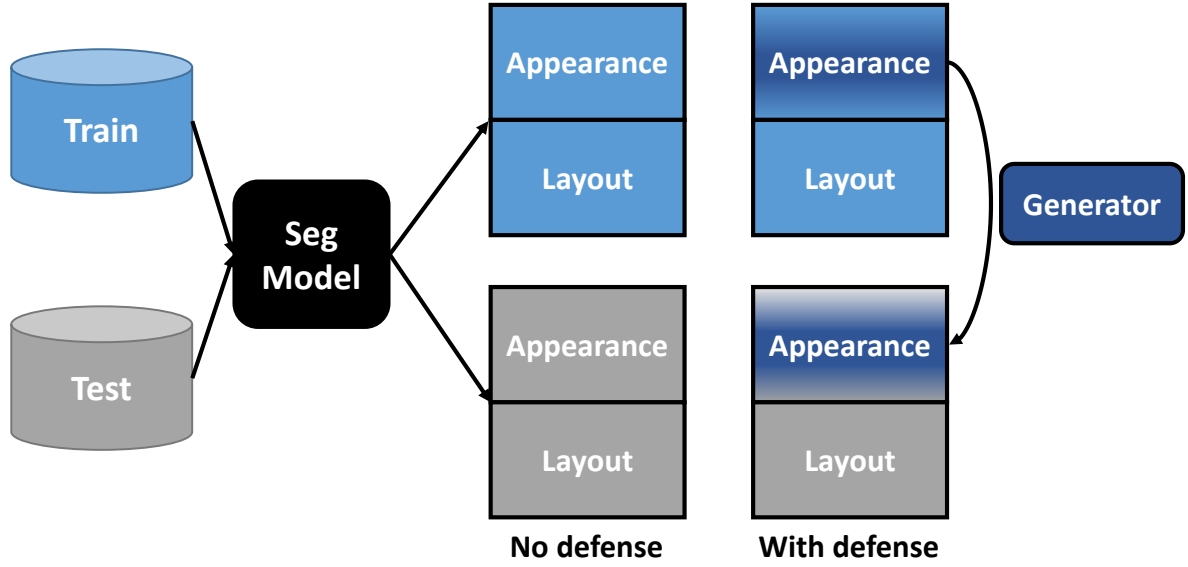 Train
Test
Seg
Model
Appearance
Layout
Appearance
Layout
No defense
Appearance
Layout
Appearance
Layout
With defense
Generator